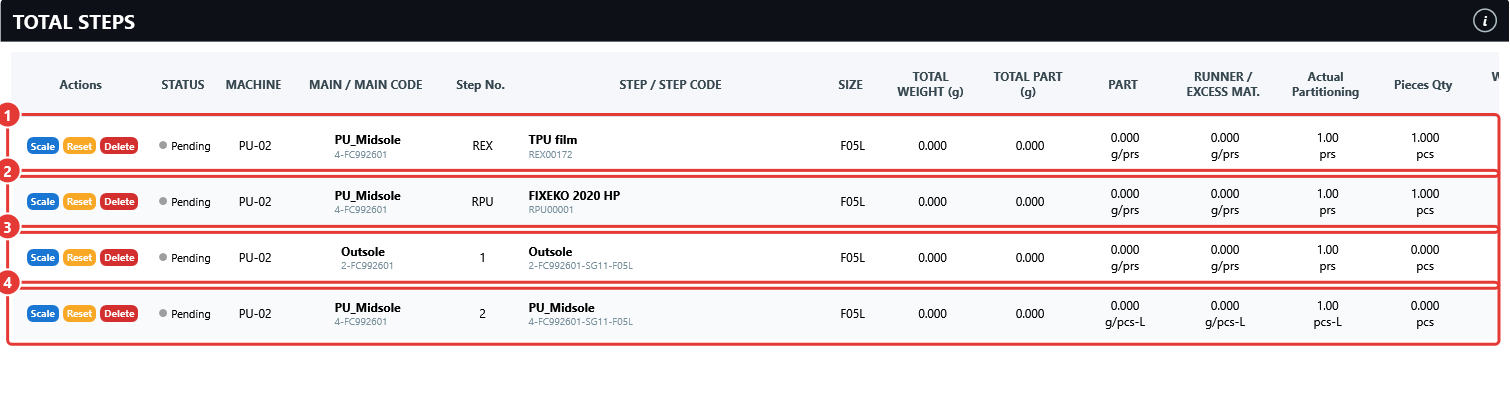 TOTAL STEPS
i
Actions STATUS MACHINE MAIN / MAIN CODE Step No. STEP / STEP CODE SIZE TOTAL WEIGHT (g) TOTAL PART (g) PART RUNNER / EXCESS MAT. Actual Partitioning Pieces Qty W
1
Scale Reset Delete Pending PU-02 PU_Midsole REX TPU film F05L 0.000 0.000 0.000 0.000 1.00 1.000
4-FC992601 REX00172 g/prs g/prs prs pcs
2
Scale Reset Delete Pending PU-02 PU_Midsole RPU FIXEKO 2020 HP F05L 0.000 0.000 0.000 0.000 1.00 1.000
4-FC992601 RPU00001 g/prs g/prs prs pcs
3
Scale Reset Delete Pending PU-02 Outsole 1 Outsole F05L 0.000 0.000 0.000 0.000 1.00 0.000
2-FC992601 2-FC992601-SG11-F05L g/prs g/prs prs pcs
4
Scale Reset Delete Pending PU-02 PU_Midsole 2 PU_Midsole F05L 0.000 0.000 0.000 0.000 1.00 0.000
4-FC992601 4-FC992601-SG11-F05L g/pcs-L g/pcs-L pcs-L pcs